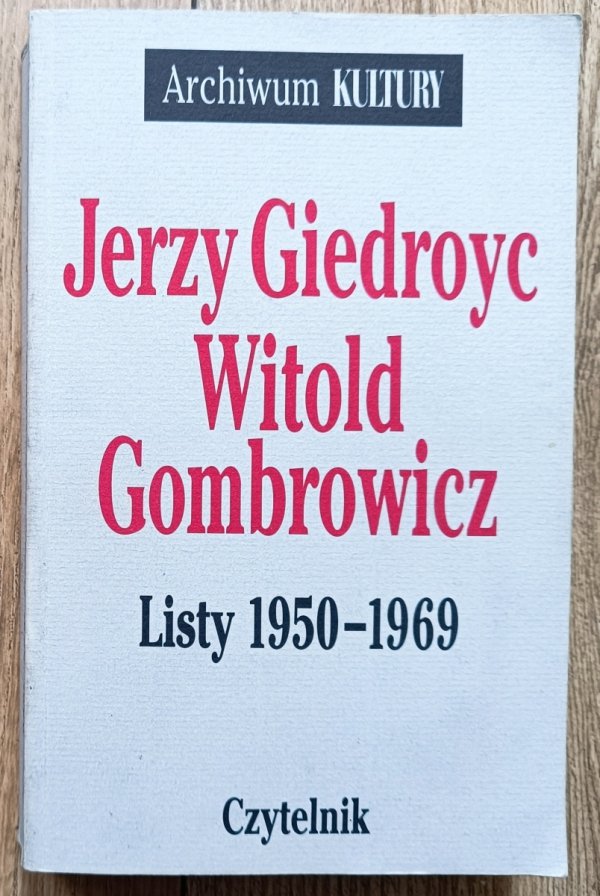 Archiwum KULTURY
Jerzy Giedroyc
Witold
Gombrowicz
Listy 1950–1969
Czytelnik